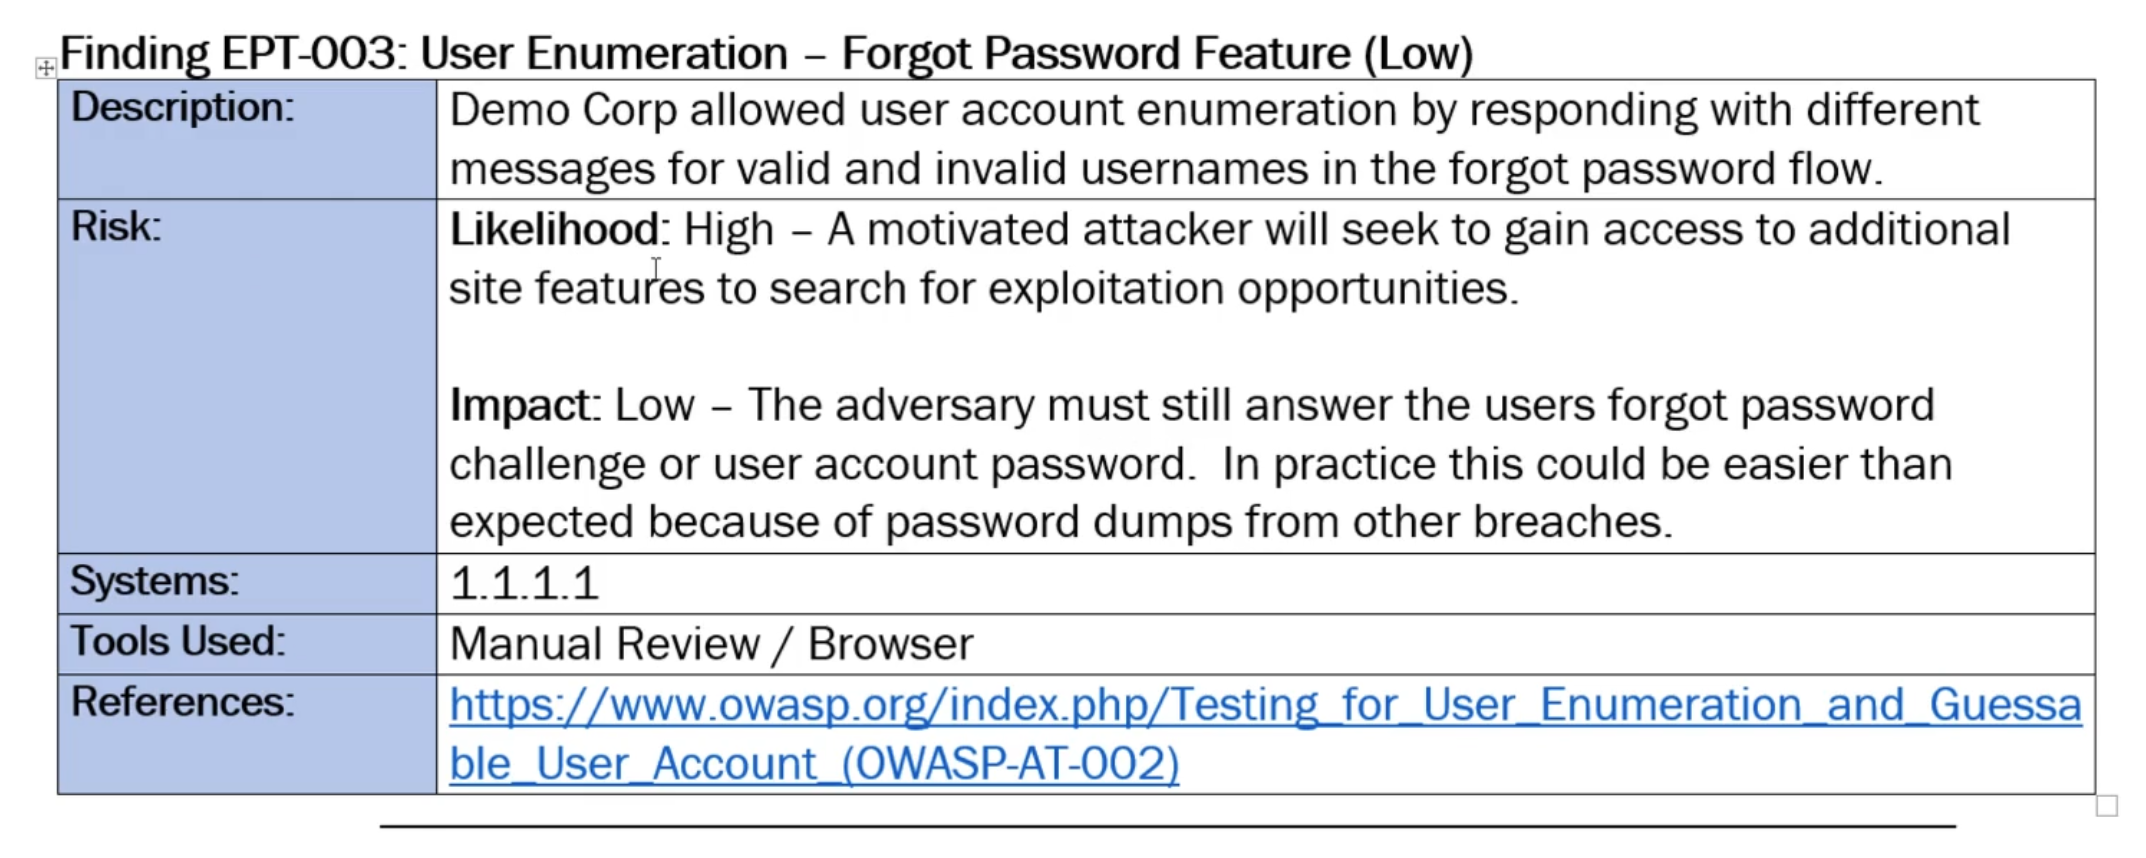 Finding EPT-003: User Enumeration – Forgot Password Feature (Low)
Description:
Demo Corp allowed user account enumeration by responding with different
messages for valid and invalid usernames in the forgot password flow.
Risk:
Likelihood: High – A motivated attacker will seek to gain access to additional
site features to search for exploitation opportunities.
Impact: Low – The adversary must still answer the users forgot password
challenge or user account password.  In practice this could be easier than
expected because of password dumps from other breaches.
Systems:
1.1.1.1
Tools Used:
Manual Review / Browser
References:
https://www.owasp.org/index.php/Testing_for_User_Enumeration_and_Guessa
ble_User_Account_(OWASP-AT-002)